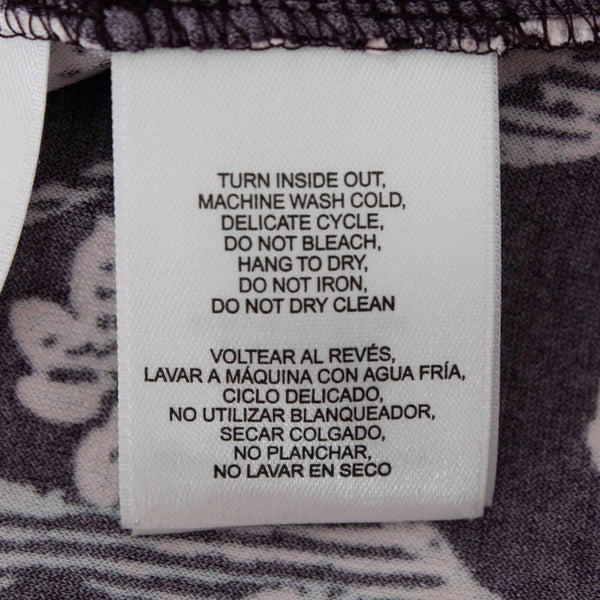 TURN INSIDE OUT,
MACHINE WASH COLD,
DELICATE CYCLE,
DO NOT BLEACH,
HANG TO DRY,
DO NOT IRON,
DO NOT DRY CLEAN
VOLTEAR AL REVÉS,
LAVAR A MÁQUINA CON AGUA FRÍA,
CICLO DELICADO,
NO UTILIZAR BLANQUEADOR,
SECAR COLGADO,
NO PLANCHAR,
NO LAVAR EN SECO